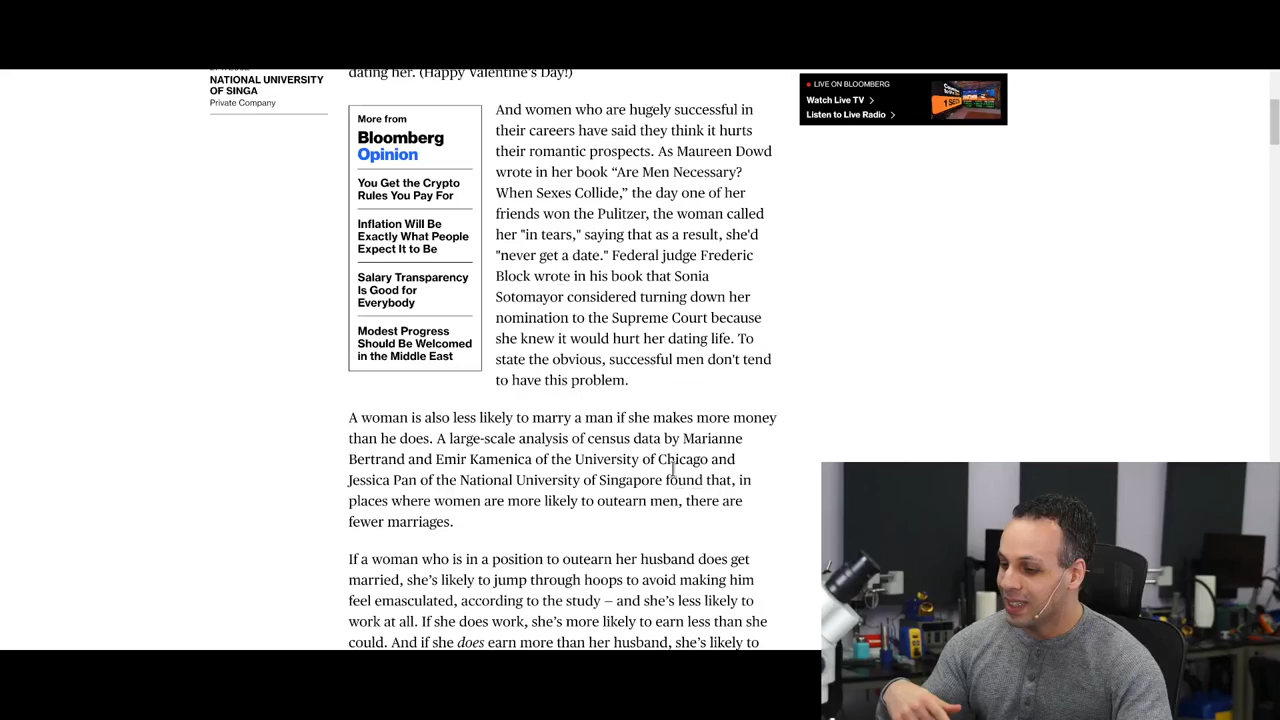 NATIONAL UNIVERSITY
OF SINGA
Private Company
dating her. (Happy Valentine's Day!)
More from
Bloomberg
Opinion
You Get the Crypto
Rules You Pay For
Inflation Will Be
Exactly What People
Expect It to Be
Salary Transparency
Is Good for
Everybody
Modest Progress
Should Be Welcomed
in the Middle East
And women who are hugely successful in
their careers have said they think it hurts
their romantic prospects. As Maureen Dowd
wrote in her book “Are Men Necessary?
When Sexes Collide,” the day one of her
friends won the Pulitzer, the woman called
her "in tears," saying that as a result, she'd
"never get a date." Federal judge Frederic
Block wrote in his book that Sonia
Sotomayor considered turning down her
nomination to the Supreme Court because
she knew it would hurt her dating life. To
state the obvious, successful men don't tend
to have this problem.
A woman is also less likely to marry a man if she makes more money
than he does. A large-scale analysis of census data by Marianne
Bertrand and Emir Kamenica of the University of Chicago and
Jessica Pan of the National University of Singapore found that, in
places where women are more likely to outearn men, there are
fewer marriages.
If a woman who is in a position to outearn her husband does get
married, she’s likely to jump through hoops to avoid making him
feel emasculated, according to the study — and she’s less likely to
work at all. If she does work, she’s more likely to earn less than she
could. And if she does earn more than her husband, she’s likely to
LIVE ON BLOOMBERG
Watch Live TV
Listen to Live Radio